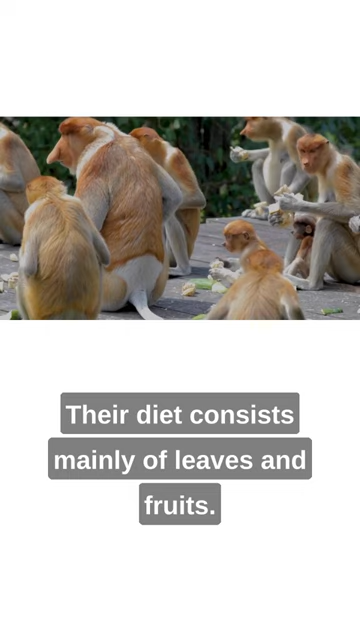 Their diet consists
mainly of leaves and
fruits.